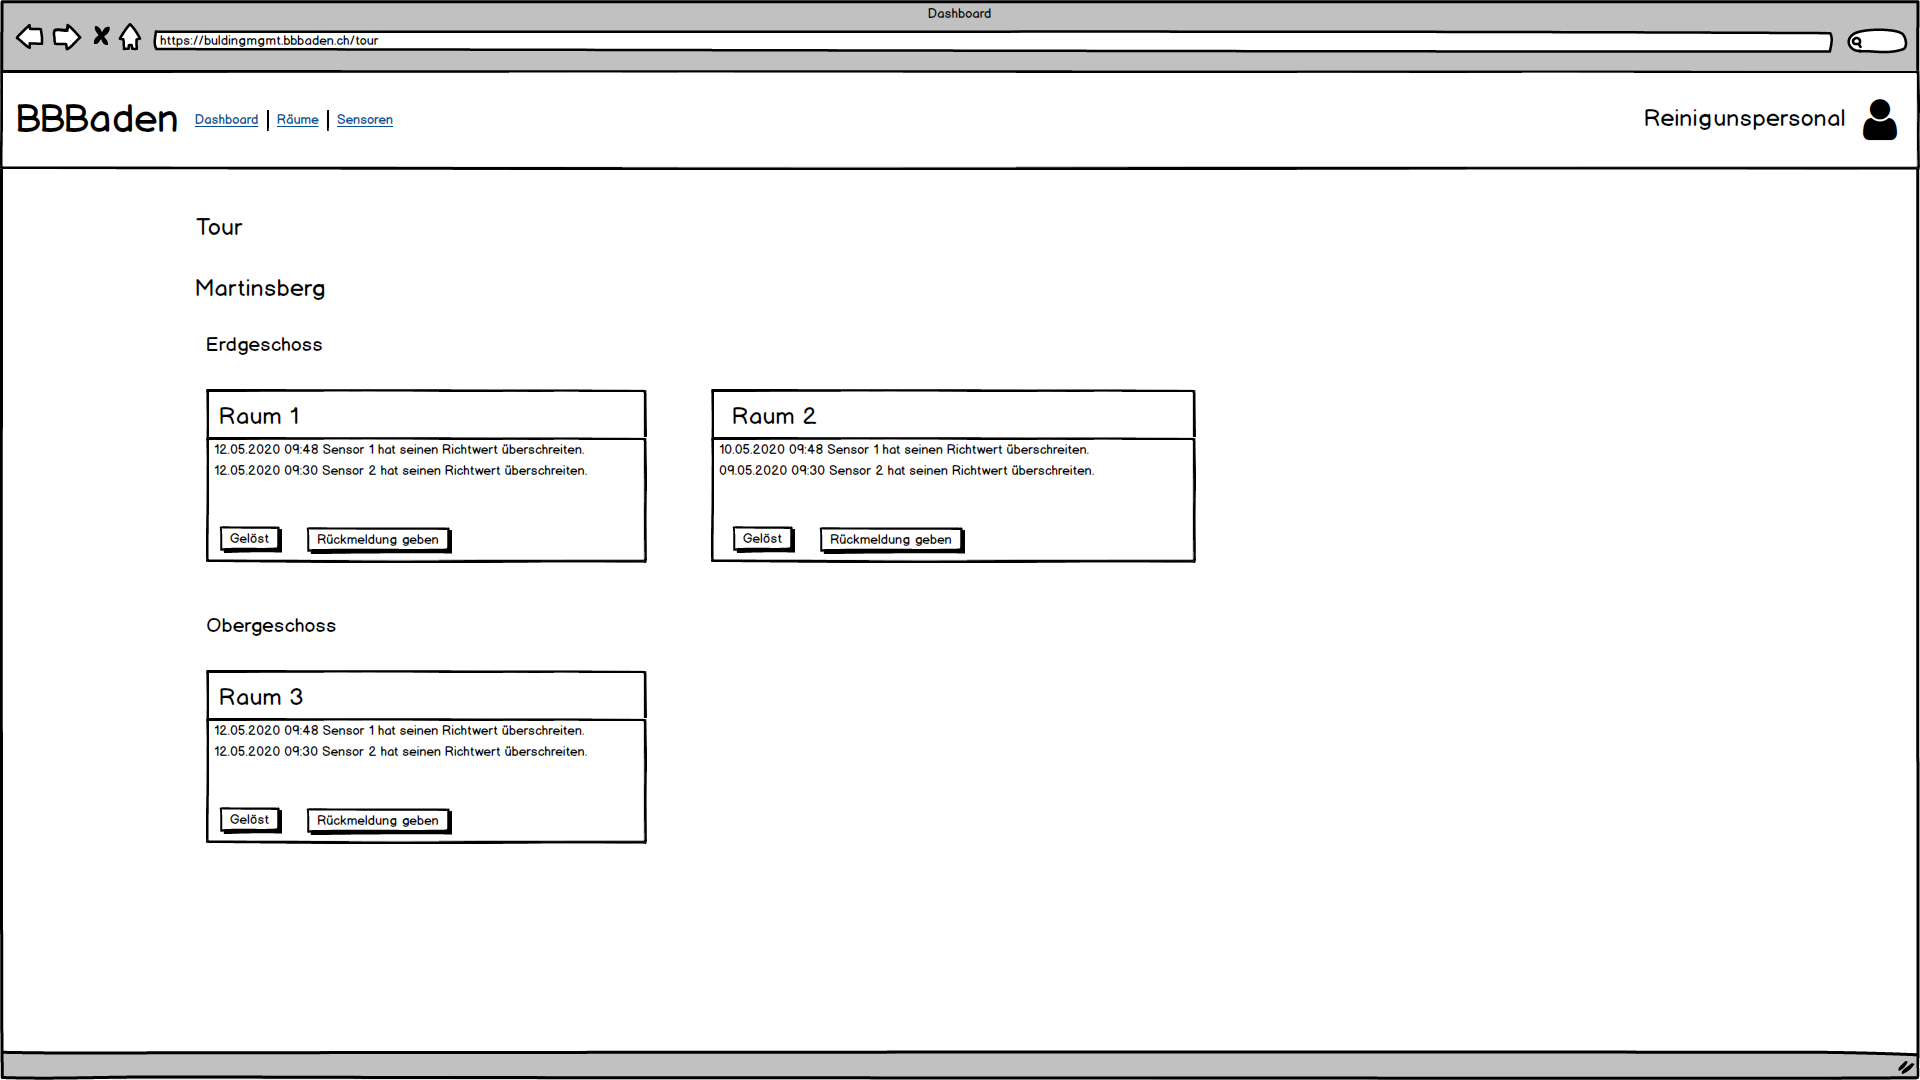 Dashboard
https://buldingmgmt.bbbaden.ch/tour
BBBaden Dashboard Räume Sensoren Reinigunspersonal
Tour
Martinsberg
Erdgeschoss
Raum 1
12.05.2020 09:48 Sensor 1 hat seinen Richtwert überschreiten.
12.05.2020 09:30 Sensor 2 hat seinen Richtwert überschreiten.
Gelöst Rückmeldung geben
Raum 2
10.05.2020 09:48 Sensor 1 hat seinen Richtwert überschreiten.
09.05.2020 09:30 Sensor 2 hat seinen Richtwert überschreiten.
Gelöst Rückmeldung geben
Obergeschoss
Raum 3
12.05.2020 09:48 Sensor 1 hat seinen Richtwert überschreiten.
12.05.2020 09:30 Sensor 2 hat seinen Richtwert überschreiten.
Gelöst Rückmeldung geben